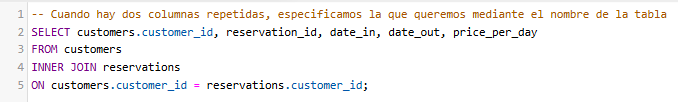 1 -- Cuando hay dos columnas repetidas, especificamos la que queremos mediante el nombre de la tabla
2 SELECT customers.customer_id, reservation_id, date_in, date_out, price_per_day
3 FROM customers
4 INNER JOIN reservations
5 ON customers.customer_id = reservations.customer_id;